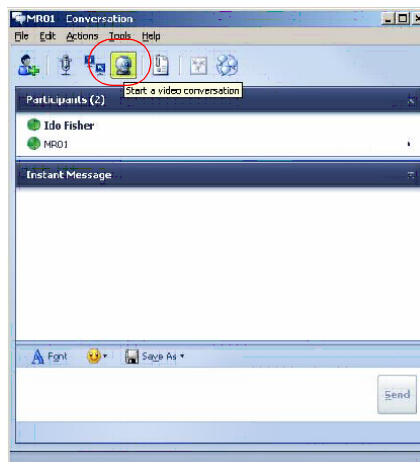 MR01 Conversation
File Edit Actions Tools Help
Start a video conversation
Participants (2)
Ido Fisher
MR01
Instant Message
Font Save As
Send